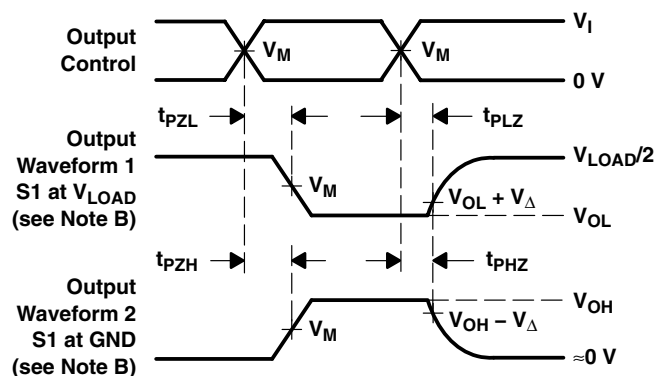 Output
Control
V_M
V_M
V_I
0 V
t_PZL
t_PLZ
Output
Waveform 1
S1 at V_LOAD
(see Note B)
V_M
V_LOAD/2
V_OL + V_Δ
V_OL
t_PZH
t_PHZ
Output
Waveform 2
S1 at GND
(see Note B)
V_M
V_OH
V_OH − V_Δ
≈0 V